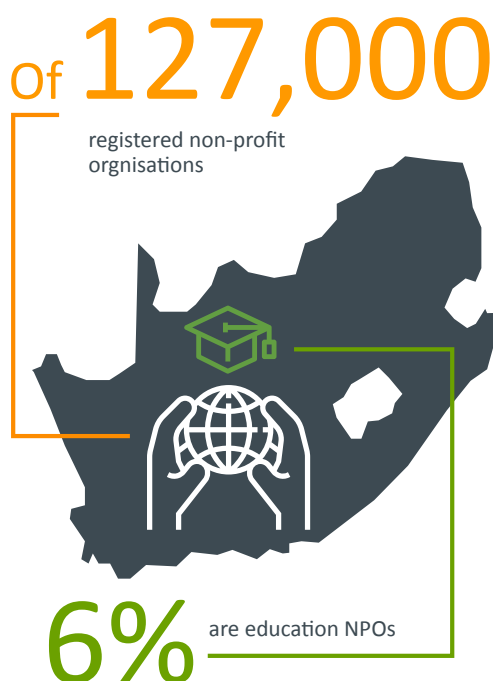 Of 127,000
registered non-profit
orgnisations
6% are education NPOs